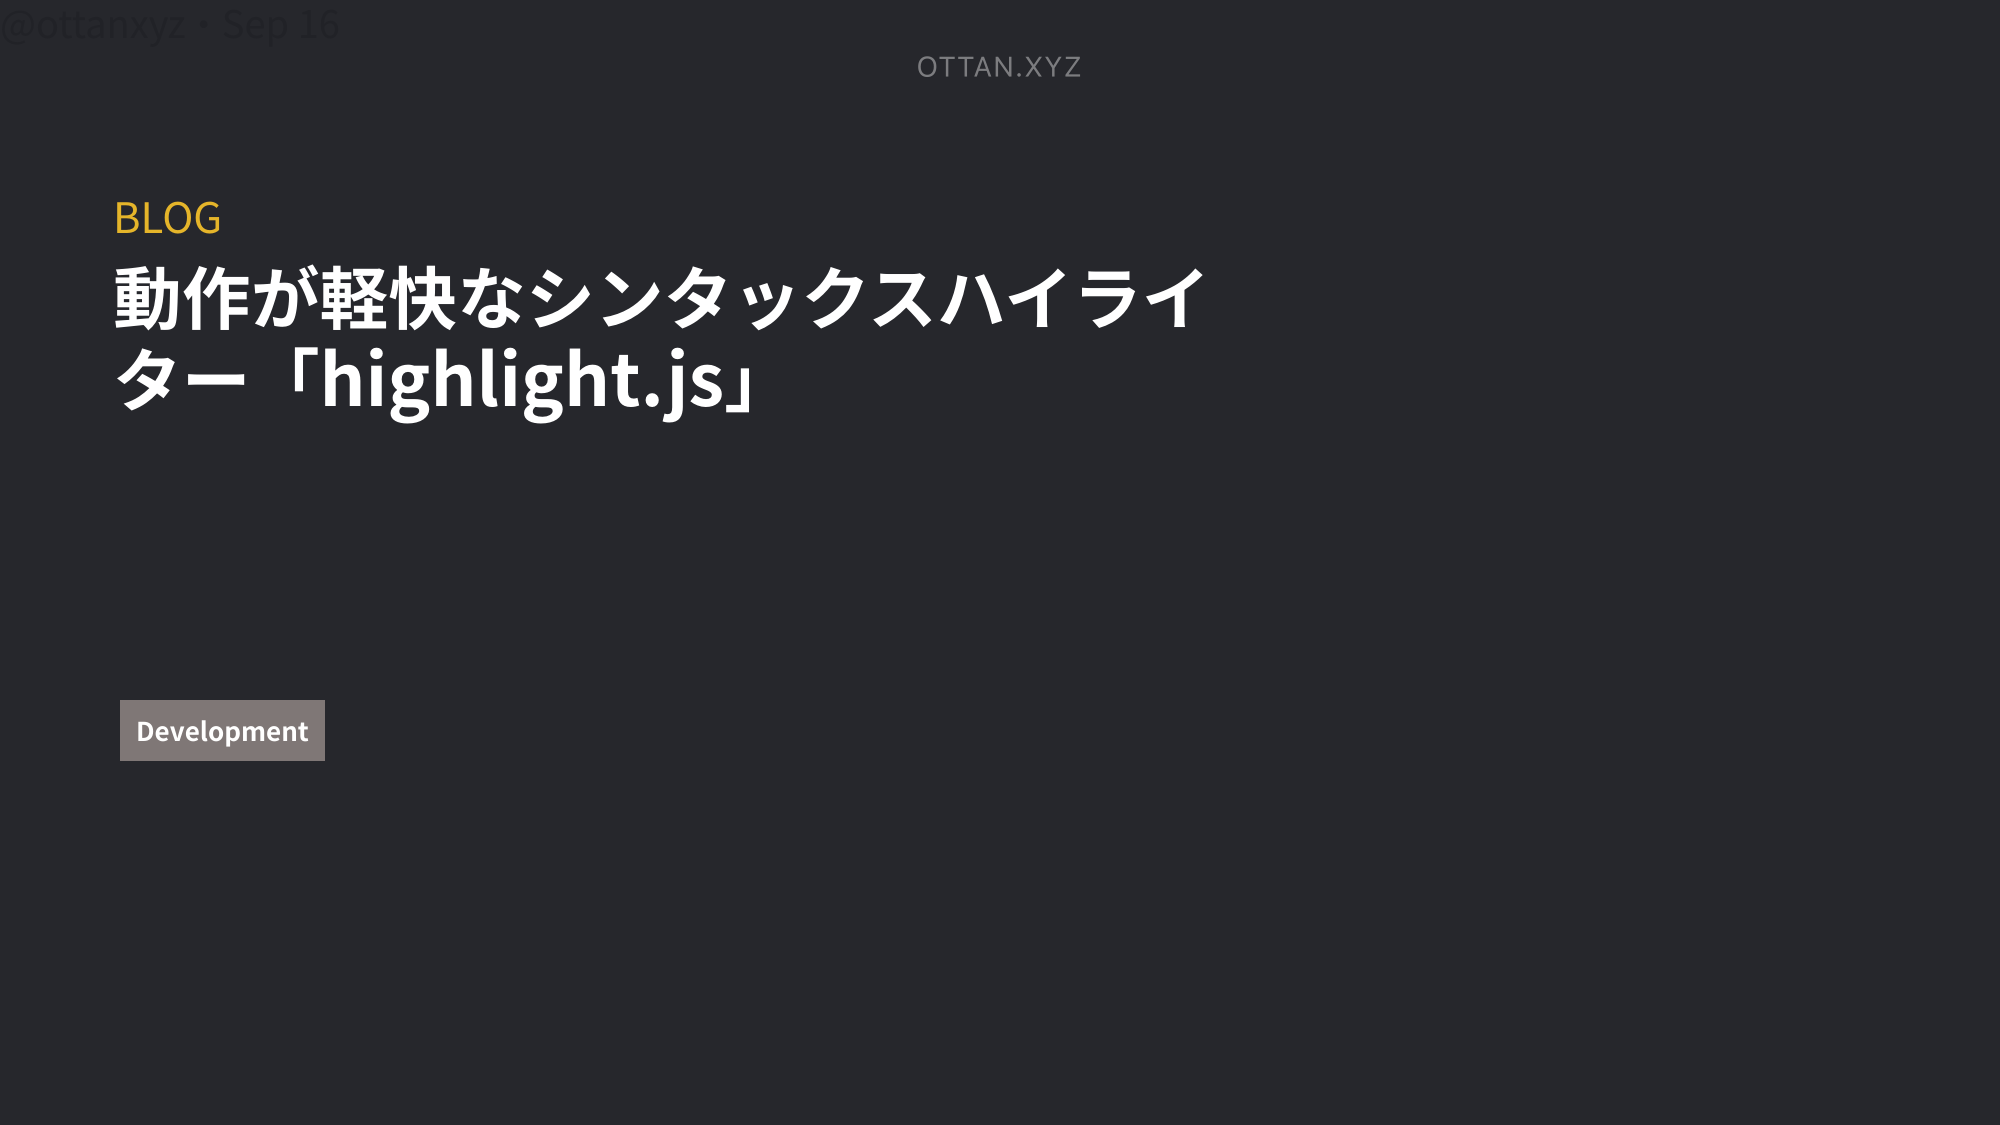 @ottanxyz・Sep 16
OTTAN.XYZ
BLOG
動作が軽快なシンタックスハイライ
ター「highlight.js」
Development